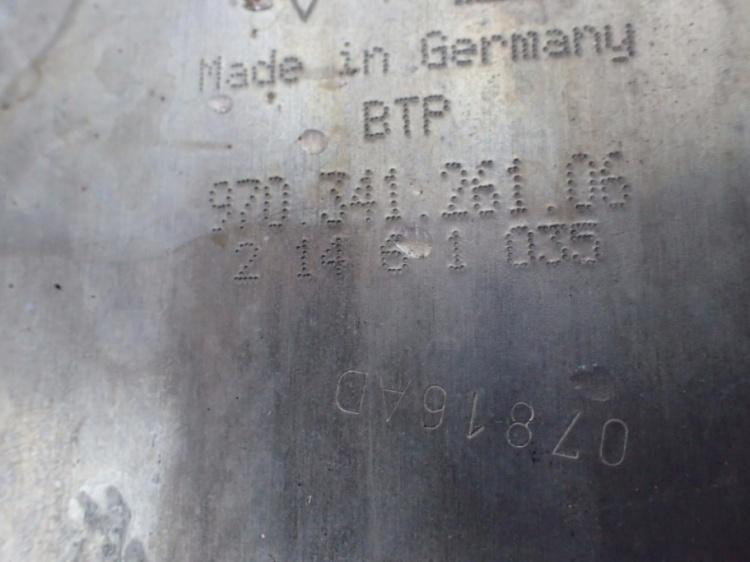 Made in Germany
BTP
970.341.261.06
2 14 6 1 035
07816AD